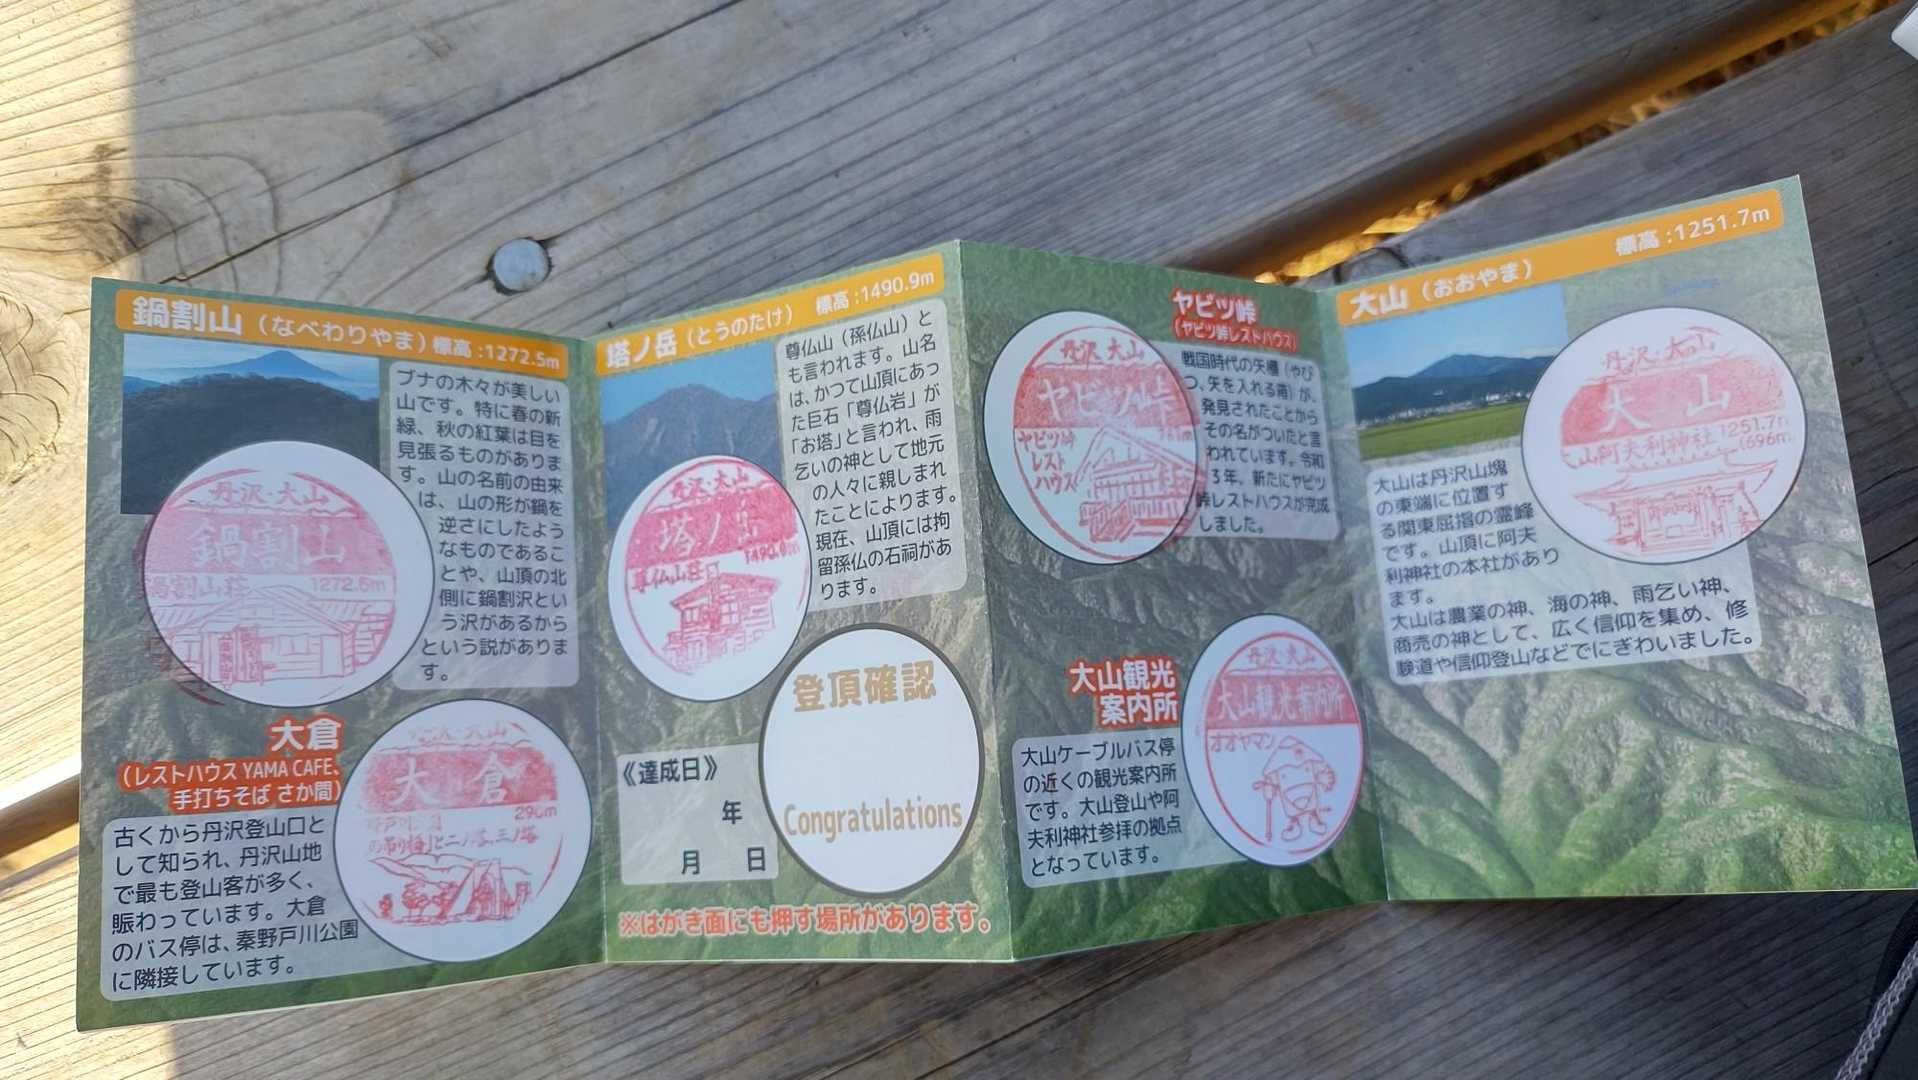 鍋割山（なべわりやま）標高：1272.5m
ブナの木々が美しい
山です。特に春の新
緑、秋の紅葉は目を
見張るものがありま
す。山の名前の由来
は、山の形が鍋を
逆さにしたよう
なものであるこ
とや、山頂の北
側に鍋割沢とい
う沢があるから
という説がありま
す。
丹沢・大山
鍋割山
鍋割山荘 1272.5m
大倉
（レストハウス YAMA CAFE、
手打ちそば さか間）
古くから丹沢登山口と
して知られ、丹沢山地
で最も登山客が多く、
賑わっています。大倉
のバス停は、秦野戸川公園
に隣接しています。
丹沢・大山
大倉
290m
二ノ塔、三ノ塔
塔ノ岳（とうのたけ） 標高：1490.9m
尊仏山（孫仏山）と
も言われます。山名
は、かつて山頂にあっ
た巨石「尊仏岩」が
「お塔」と言われ、雨
乞いの神として地元
の人々に親しまれ
たことによります。
現在、山頂には拘
留孫仏の石祠があ
ります。
丹沢・大山
塔ノ岳
尊仏山荘
登頂確認
Congratulations
《達成日》
年
月 日
※はがき面にも押す場所があります。
ヤビツ峠
（ヤビツ峠レストハウス）
戦国時代の矢櫃（やび
つ、矢を入れる箱）が、
発見されたことから
その名がついたと言
われています。令和
3年、新たにヤビツ
峠レストハウスが完成
しました。
丹沢 大山
ヤビツ峠
761m
ヤビツ峠
レスト
ハウス
大山観光
案内所
大山ケーブルバス停
の近くの観光案内所
です。大山登山や阿
夫利神社参拝の拠点
となっています。
丹沢・大山
大山観光案内所
オオヤマン
大山（おおやま） 標高：1251.7m
大山は丹沢山塊
の東端に位置す
る関東屈指の霊峰
です。山頂に阿夫
利神社の本社があり
ます。
大山は農業の神、海の神、雨乞い神、
商売の神として、広く信仰を集め、修
験道や信仰登山などでにぎわいました。
丹沢・大山
大山
1251.7m
山阿夫利神社 (696m)